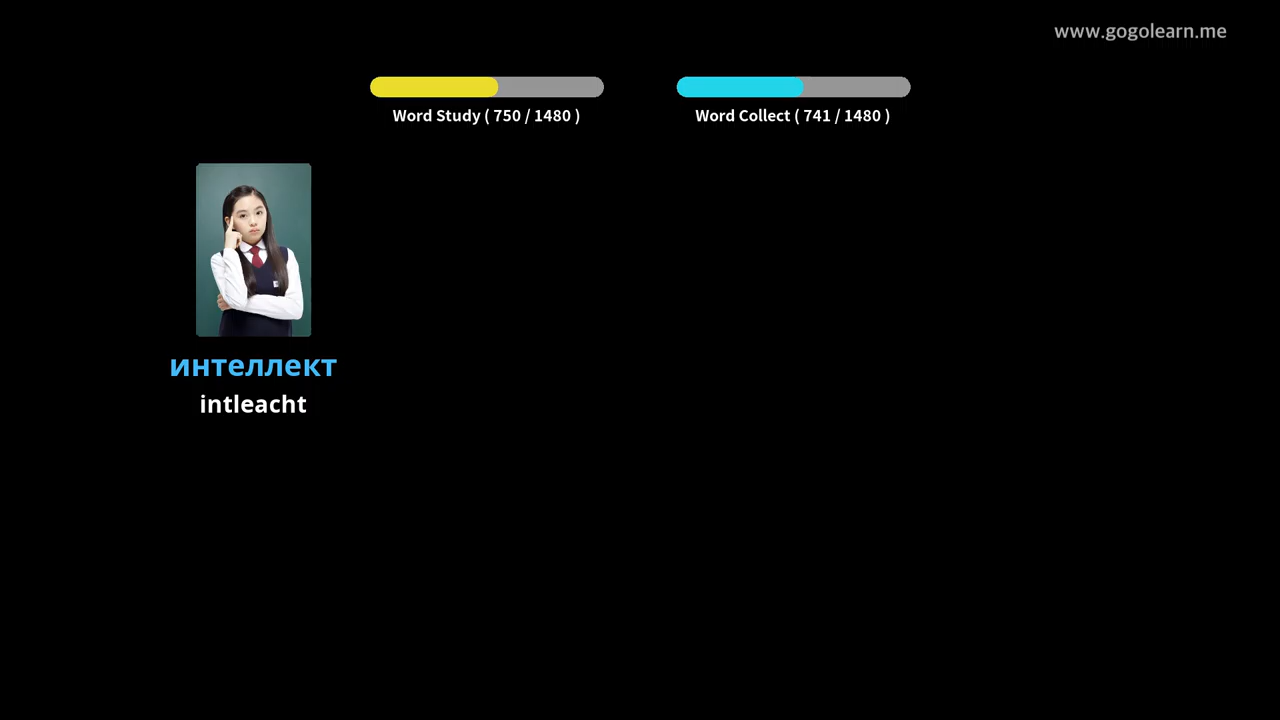 www.gogolearn.me
Word Study ( 750 / 1480 )
Word Collect ( 741 / 1480 )
интеллект
intleacht